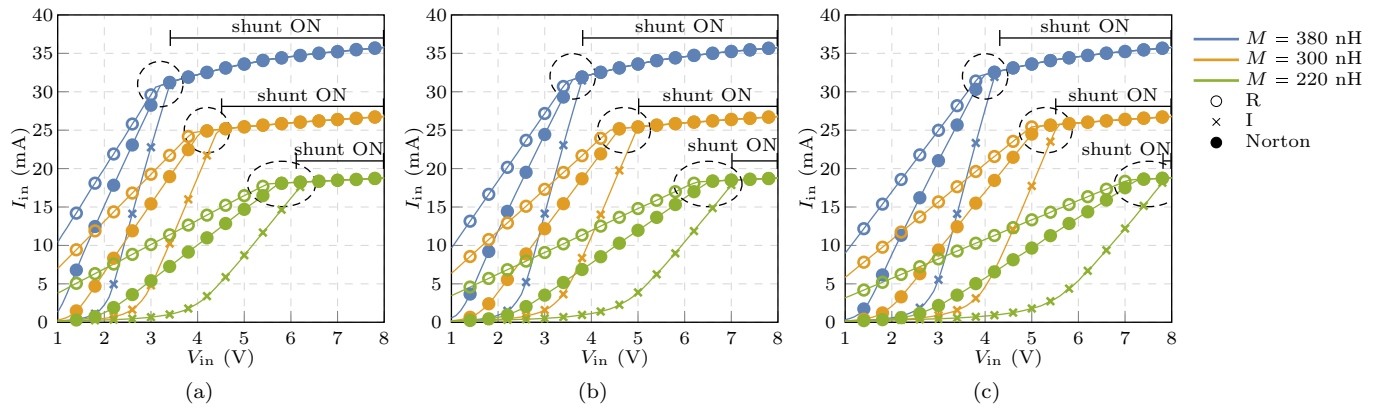 (a)
(b)
(c)
shunt ON
shunt ON
shunt ON
40
35
30
25
20
15
10
5
0
I_in (mA)
1 2 3 4 5 6 7 8
V_in (V)
shunt ON
shunt ON
shunt ON
40
35
30
25
20
15
10
5
0
I_in (mA)
1 2 3 4 5 6 7 8
V_in (V)
shunt ON
shunt ON
shunt ON
40
35
30
25
20
15
10
5
0
I_in (mA)
1 2 3 4 5 6 7 8
V_in (V)
M = 380 nH
M = 300 nH
M = 220 nH
R
I
Norton